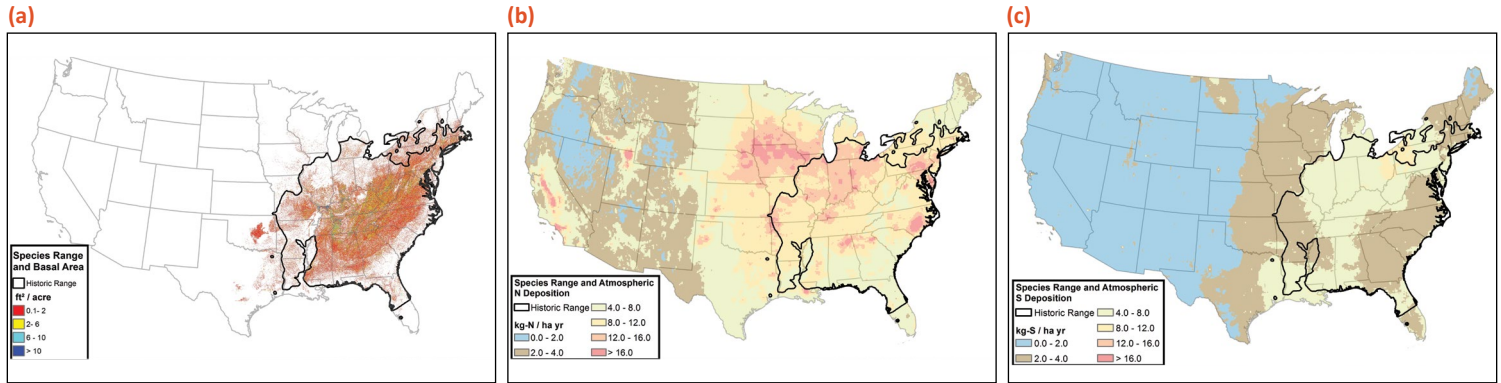 (a)
(b)
(c)
Species Range
and Basal Area
Historic Range
ft² / acre
0.1- 2
2- 6
6 - 10
> 10
Species Range and Atmospheric
N Deposition
Historic Range
kg-N / ha yr
0.0 - 2.0
2.0 - 4.0
4.0 - 8.0
8.0 - 12.0
12.0 - 16.0
> 16.0
Species Range and Atmospheric
S Deposition
Historic Range
kg-S / ha yr
0.0 - 2.0
2.0 - 4.0
4.0 - 8.0
8.0 - 12.0
12.0 - 16.0
> 16.0